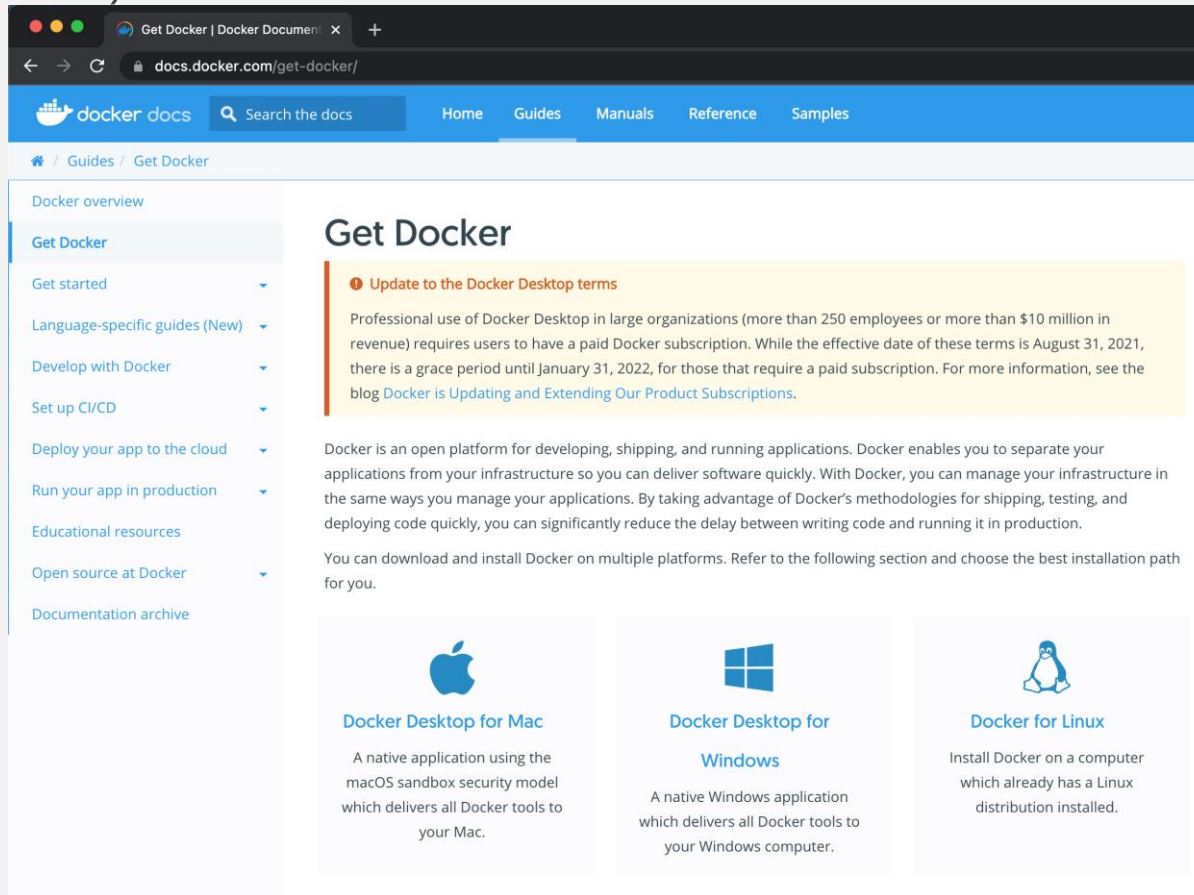 Get Docker | Docker Documen
docs.docker.com/get-docker/
docker docs
Search the docs
Home
Guides
Manuals
Reference
Samples
/ Guides / Get Docker
Docker overview
Get Docker
Get started
Language-specific guides (New)
Develop with Docker
Set up CI/CD
Deploy your app to the cloud
Run your app in production
Educational resources
Open source at Docker
Documentation archive
Get Docker
Update to the Docker Desktop terms
Professional use of Docker Desktop in large organizations (more than 250 employees or more than $10 million in
revenue) requires users to have a paid Docker subscription. While the effective date of these terms is August 31, 2021,
there is a grace period until January 31, 2022, for those that require a paid subscription. For more information, see the
blog Docker is Updating and Extending Our Product Subscriptions.
Docker is an open platform for developing, shipping, and running applications. Docker enables you to separate your
applications from your infrastructure so you can deliver software quickly. With Docker, you can manage your infrastructure in
the same ways you manage your applications. By taking advantage of Docker's methodologies for shipping, testing, and
deploying code quickly, you can significantly reduce the delay between writing code and running it in production.
You can download and install Docker on multiple platforms. Refer to the following section and choose the best installation path
for you.
Docker Desktop for Mac
A native application using the
macOS sandbox security model
which delivers all Docker tools to
your Mac.
Docker Desktop for
Windows
A native Windows application
which delivers all Docker tools to
your Windows computer.
Docker for Linux
Install Docker on a computer
which already has a Linux
distribution installed.